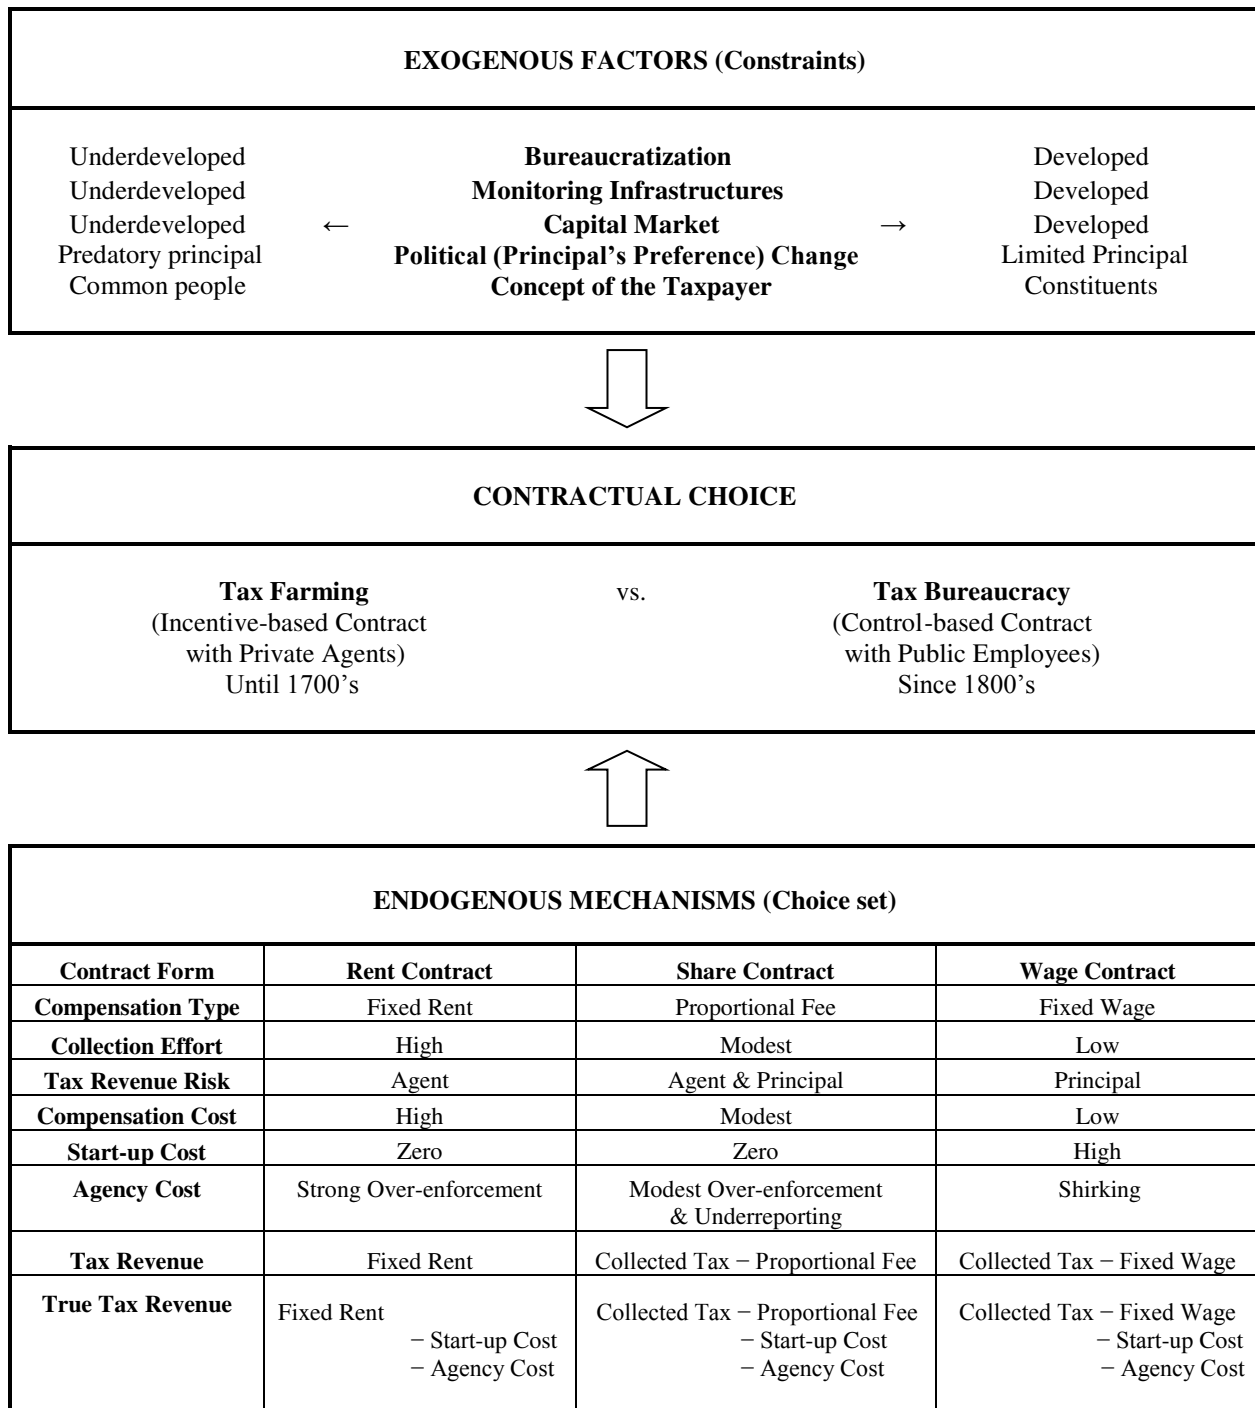 EXOGENOUS FACTORS (Constraints)
Underdeveloped Bureaucratization Developed
Underdeveloped Monitoring Infrastructures Developed
Underdeveloped ← Capital Market → Developed
Predatory principal Political (Principal's Preference) Change Limited Principal
Common people Concept of the Taxpayer Constituents
CONTRACTUAL CHOICE
Tax Farming vs. Tax Bureaucracy
(Incentive-based Contract (Control-based Contract
with Private Agents) with Public Employees)
Until 1700's Since 1800's
ENDOGENOUS MECHANISMS (Choice set)
Contract Form Rent Contract Share Contract Wage Contract
Compensation Type Fixed Rent Proportional Fee Fixed Wage
Collection Effort High Modest Low
Tax Revenue Risk Agent Agent & Principal Principal
Compensation Cost High Modest Low
Start-up Cost Zero Zero High
Agency Cost Strong Over-enforcement Modest Over-enforcement Shirking
& Underreporting
Tax Revenue Fixed Rent Collected Tax − Proportional Fee Collected Tax − Fixed Wage
True Tax Revenue Fixed Rent Collected Tax − Proportional Fee Collected Tax − Fixed Wage
− Start-up Cost − Start-up Cost − Start-up Cost
− Agency Cost − Agency Cost − Agency Cost